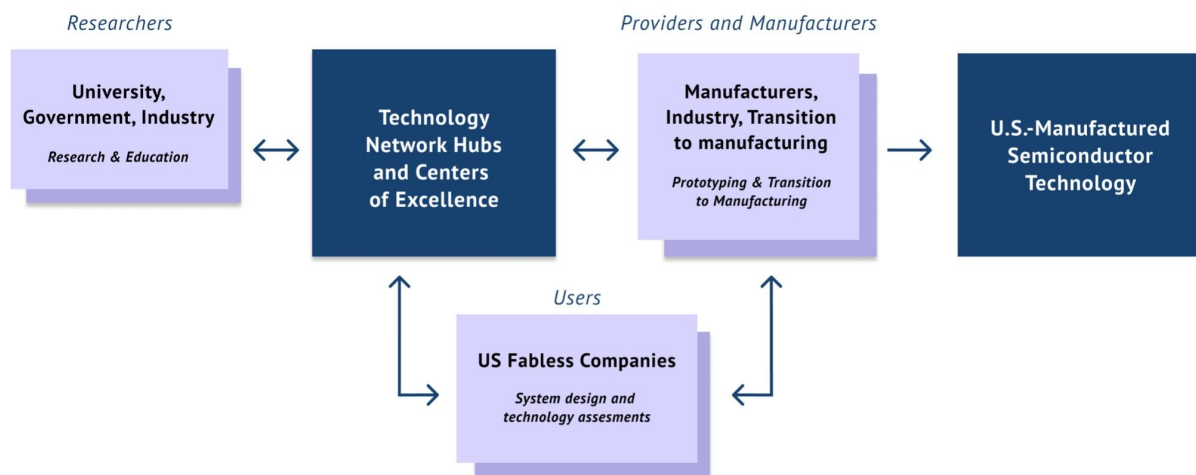 Researchers
University,
Government, Industry
Research & Education
Technology
Network Hubs
and Centers
of Excellence
Providers and Manufacturers
Manufacturers,
Industry, Transition
to manufacturing
Prototyping & Transition
to Manufacturing
U.S.-Manufactured
Semiconductor
Technology
Users
US Fabless Companies
System design and
technology assesments